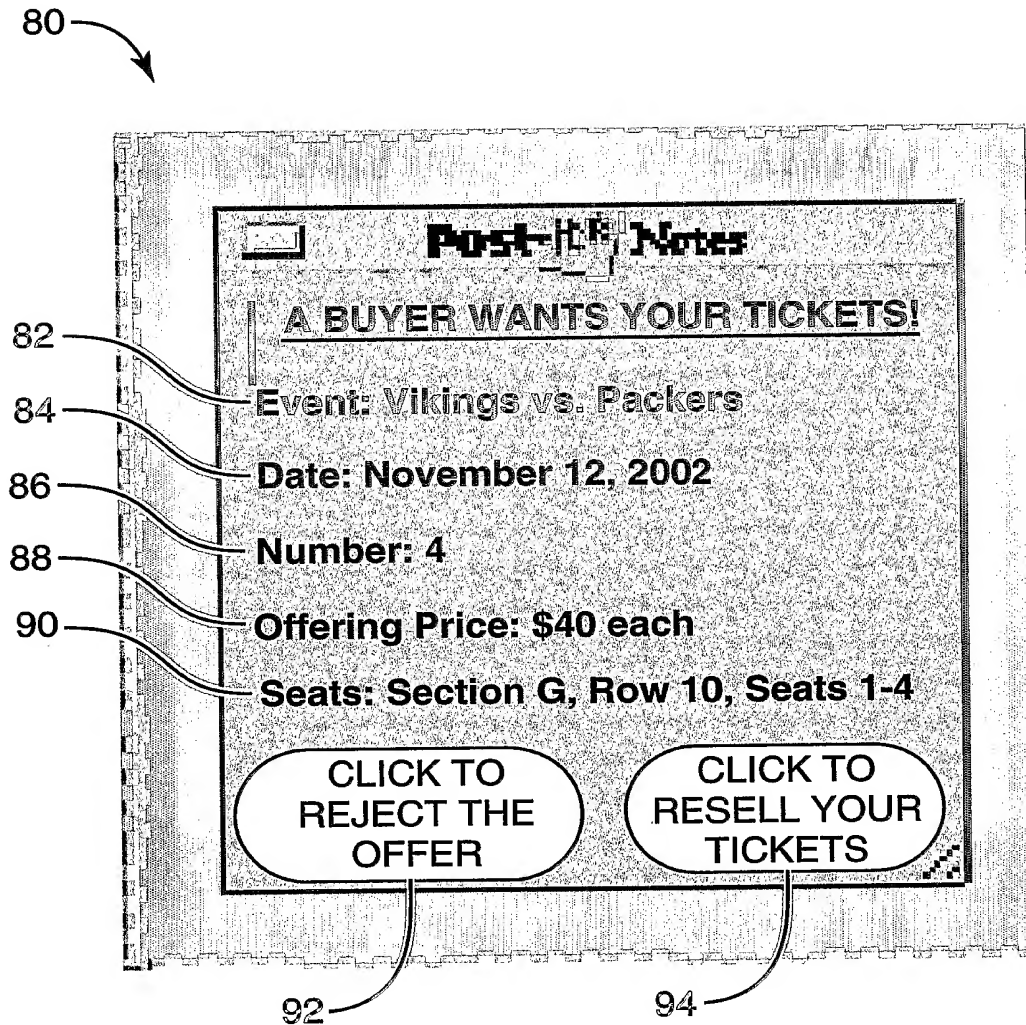 80
Post-it® Notes
A BUYER WANTS YOUR TICKETS!
82
Event: Vikings vs. Packers
84
Date: November 12, 2002
86
Number: 4
88
Offering Price: $40 each
90
Seats: Section G, Row 10, Seats 1-4
CLICK TO
REJECT THE
OFFER
CLICK TO
RESELL YOUR
TICKETS
92
94